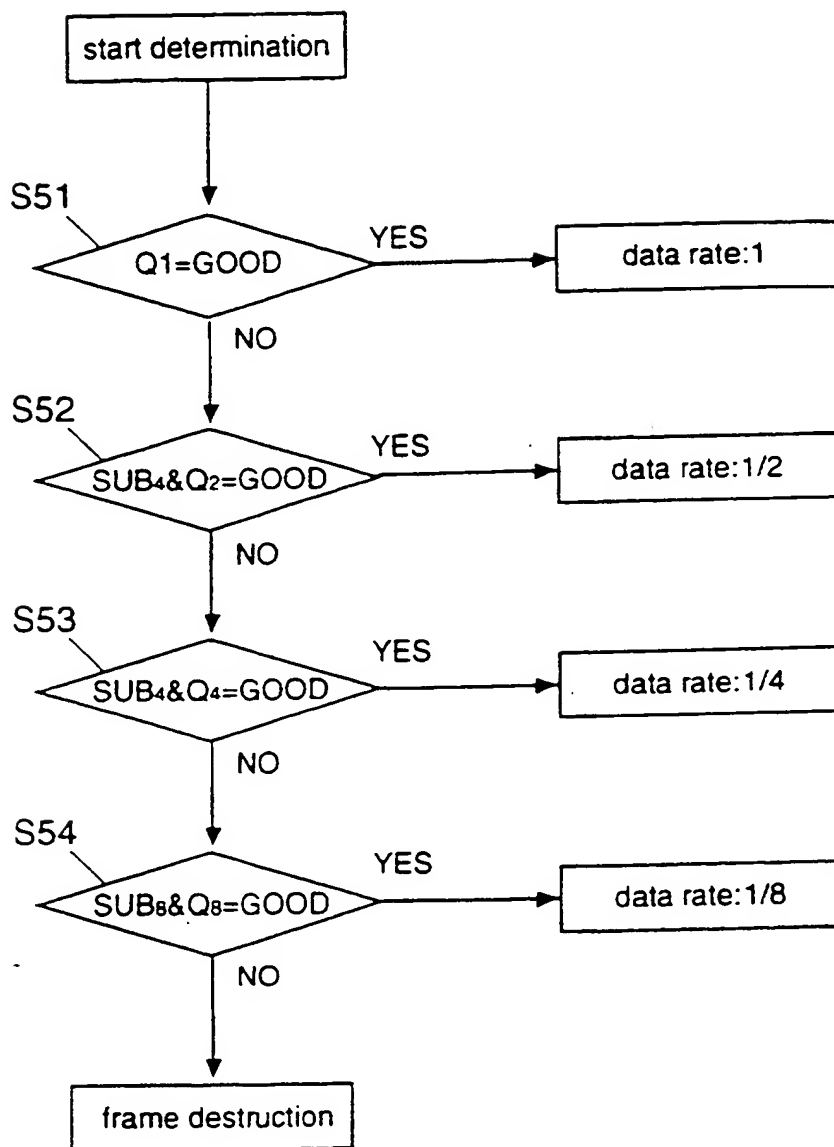 start determination
S51
Q1=GOOD
YES
data rate:1
NO
S52
SUB₄&Q₂=GOOD
YES
data rate:1/2
NO
S53
SUB₄&Q₄=GOOD
YES
data rate:1/4
NO
S54
SUB₈&Q₈=GOOD
YES
data rate:1/8
NO
frame destruction